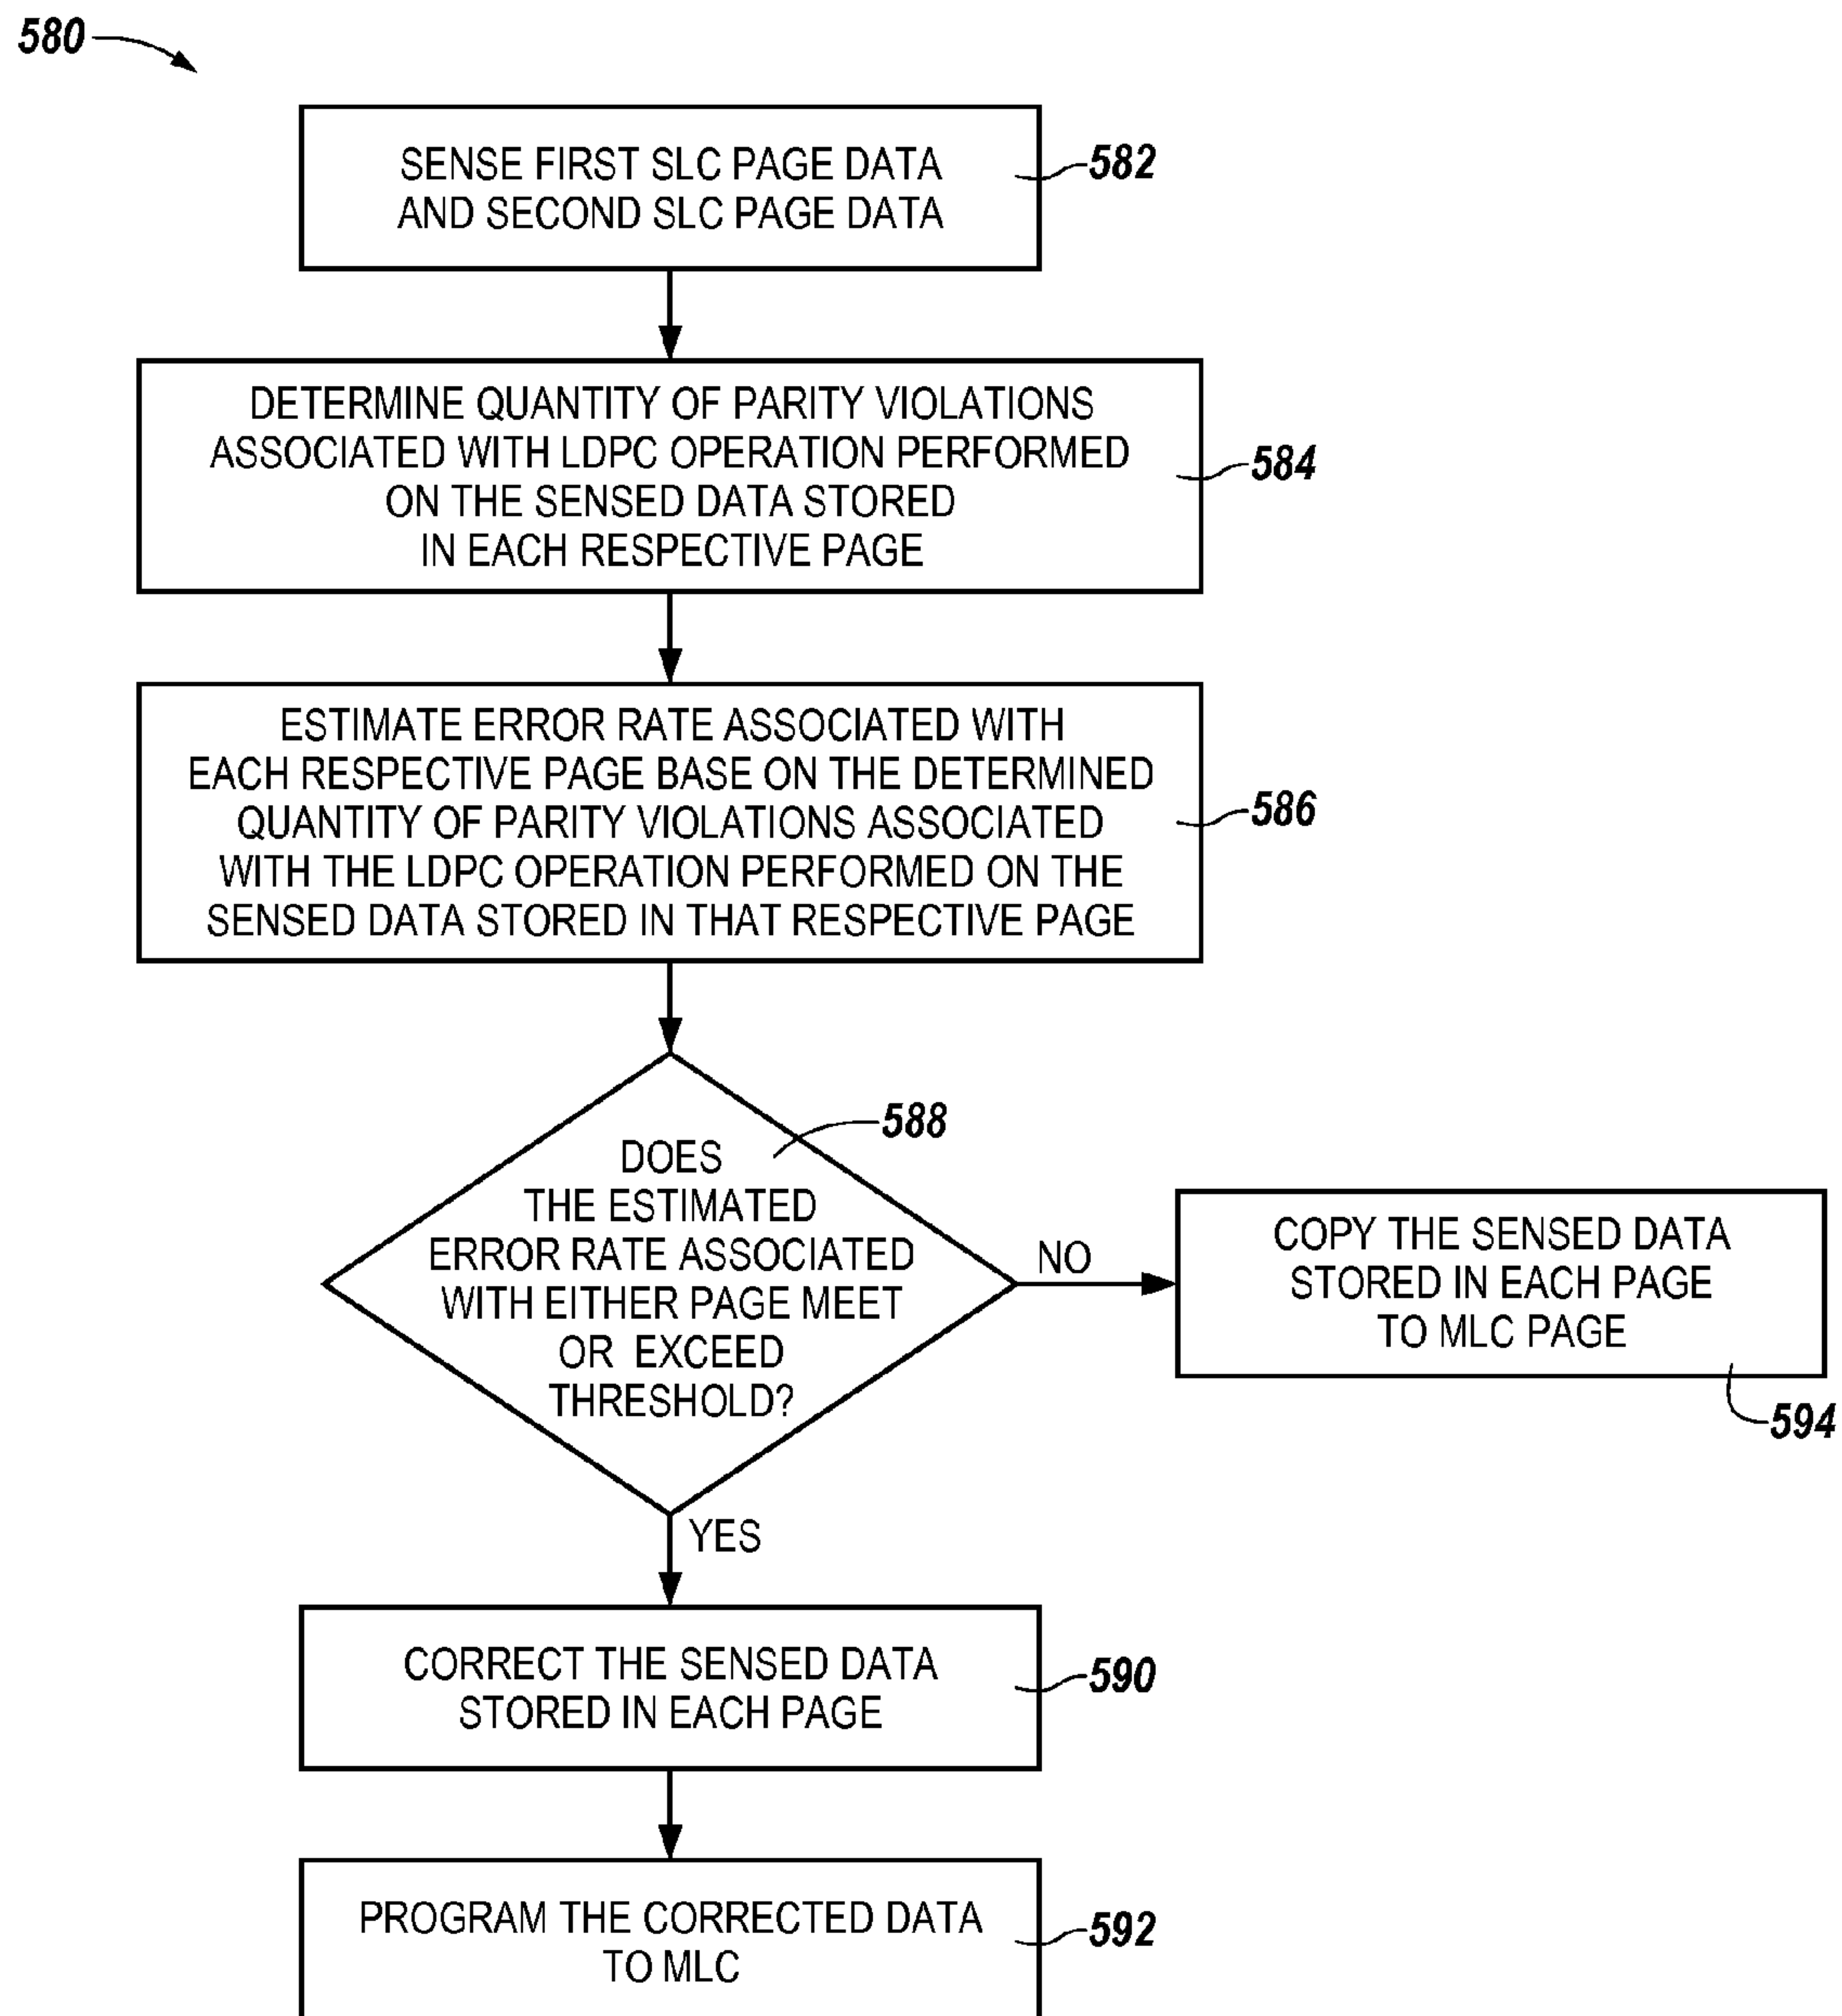 580
SENSE FIRST SLC PAGE DATA
AND SECOND SLC PAGE DATA
582
DETERMINE QUANTITY OF PARITY VIOLATIONS
ASSOCIATED WITH LDPC OPERATION PERFORMED
ON THE SENSED DATA STORED
IN EACH RESPECTIVE PAGE
584
ESTIMATE ERROR RATE ASSOCIATED WITH
EACH RESPECTIVE PAGE BASE ON THE DETERMINED
QUANTITY OF PARITY VIOLATIONS ASSOCIATED
WITH THE LDPC OPERATION PERFORMED ON THE
SENSED DATA STORED IN THAT RESPECTIVE PAGE
586
588
DOES
THE ESTIMATED
ERROR RATE ASSOCIATED
WITH EITHER PAGE MEET
OR EXCEED
THRESHOLD?
NO
COPY THE SENSED DATA
STORED IN EACH PAGE
TO MLC PAGE
594
YES
CORRECT THE SENSED DATA
STORED IN EACH PAGE
590
PROGRAM THE CORRECTED DATA
TO MLC
592